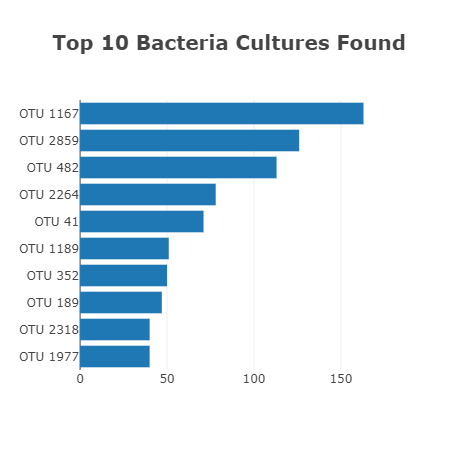 Top 10 Bacteria Cultures Found
OTU 1167
OTU 2859
OTU 482
OTU 2264
OTU 41
OTU 1189
OTU 352
OTU 189
OTU 2318
OTU 1977
0 50 100 150